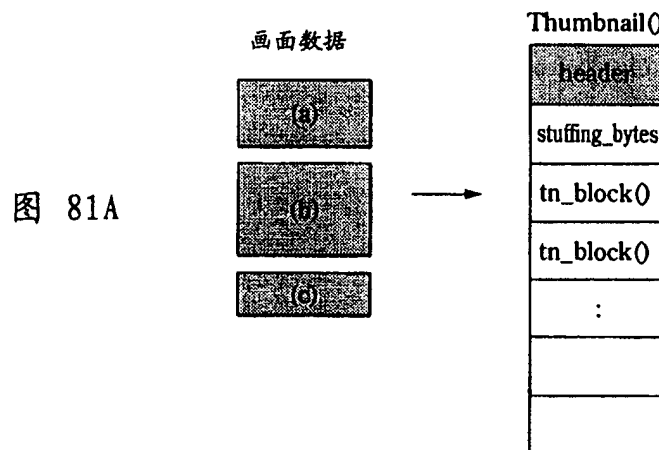 图 81A
画面数据
(a)
(b)
(c)
Thumbnail()
header
stuffing_bytes
tn_block()
tn_block()
: